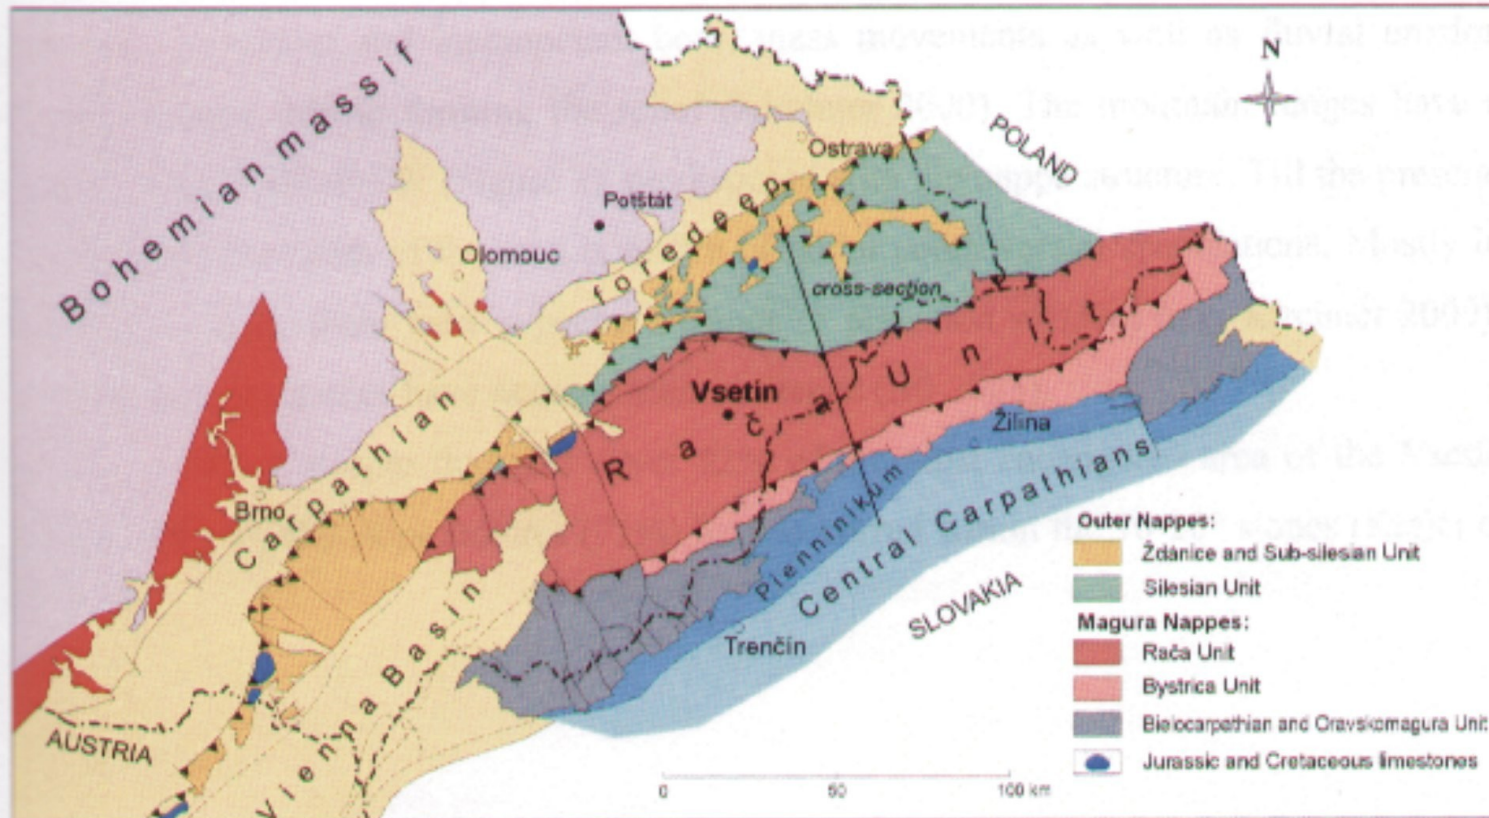 N
Bohemian massif
POLAND
Ostrava
Potštát
Olomouc
foredeep
cross-section
Vsetin
Rača Unit
Žilina
Carpathian
Brno
Pienninikum
Central Carpathians
SLOVAKIA
Trenčín
Vienna Basin
AUSTRIA
0 50 100 km
Outer Nappes:
Ždánice and Sub-silesian Unit
Silesian Unit
Magura Nappes:
Rača Unit
Bystrica Unit
Bielocarpathian and Oravskomagura Unit
Jurassic and Cretaceous limestones